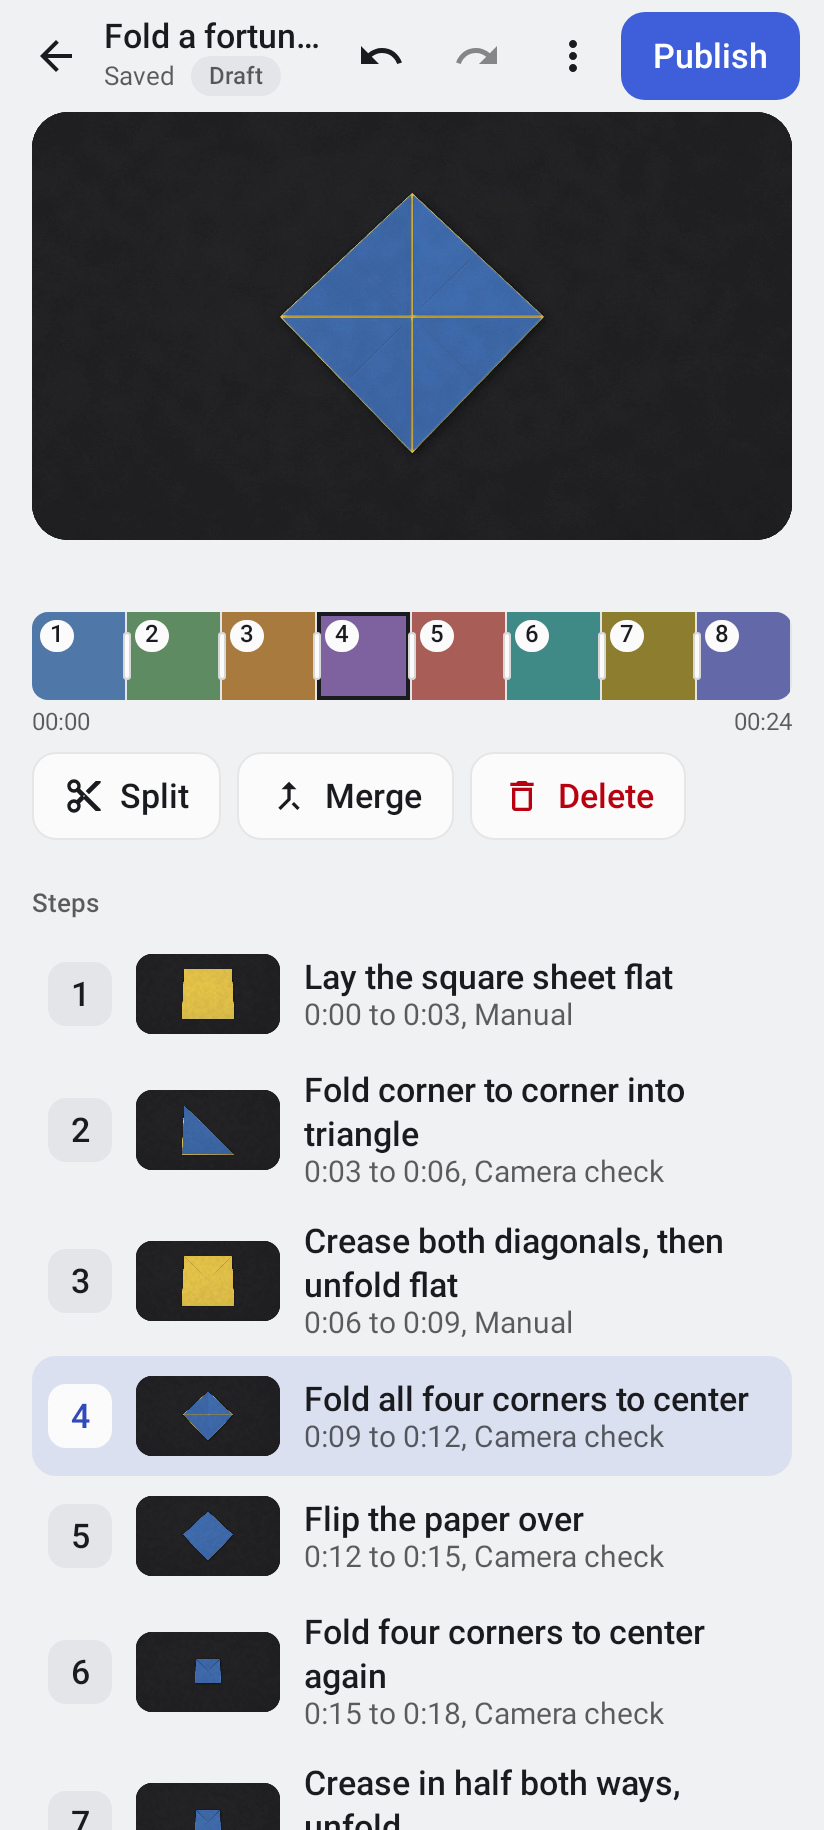 Fold a fortun...
Saved Draft
Publish
1 2 3 4 5 6 7 8
00:00 00:24
Split Merge Delete
Steps
1
Lay the square sheet flat
0:00 to 0:03, Manual
2
Fold corner to corner into
triangle
0:03 to 0:06, Camera check
3
Crease both diagonals, then
unfold flat
0:06 to 0:09, Manual
4
Fold all four corners to center
0:09 to 0:12, Camera check
5
Flip the paper over
0:12 to 0:15, Camera check
6
Fold four corners to center
again
0:15 to 0:18, Camera check
7
Crease in half both ways,
unfold